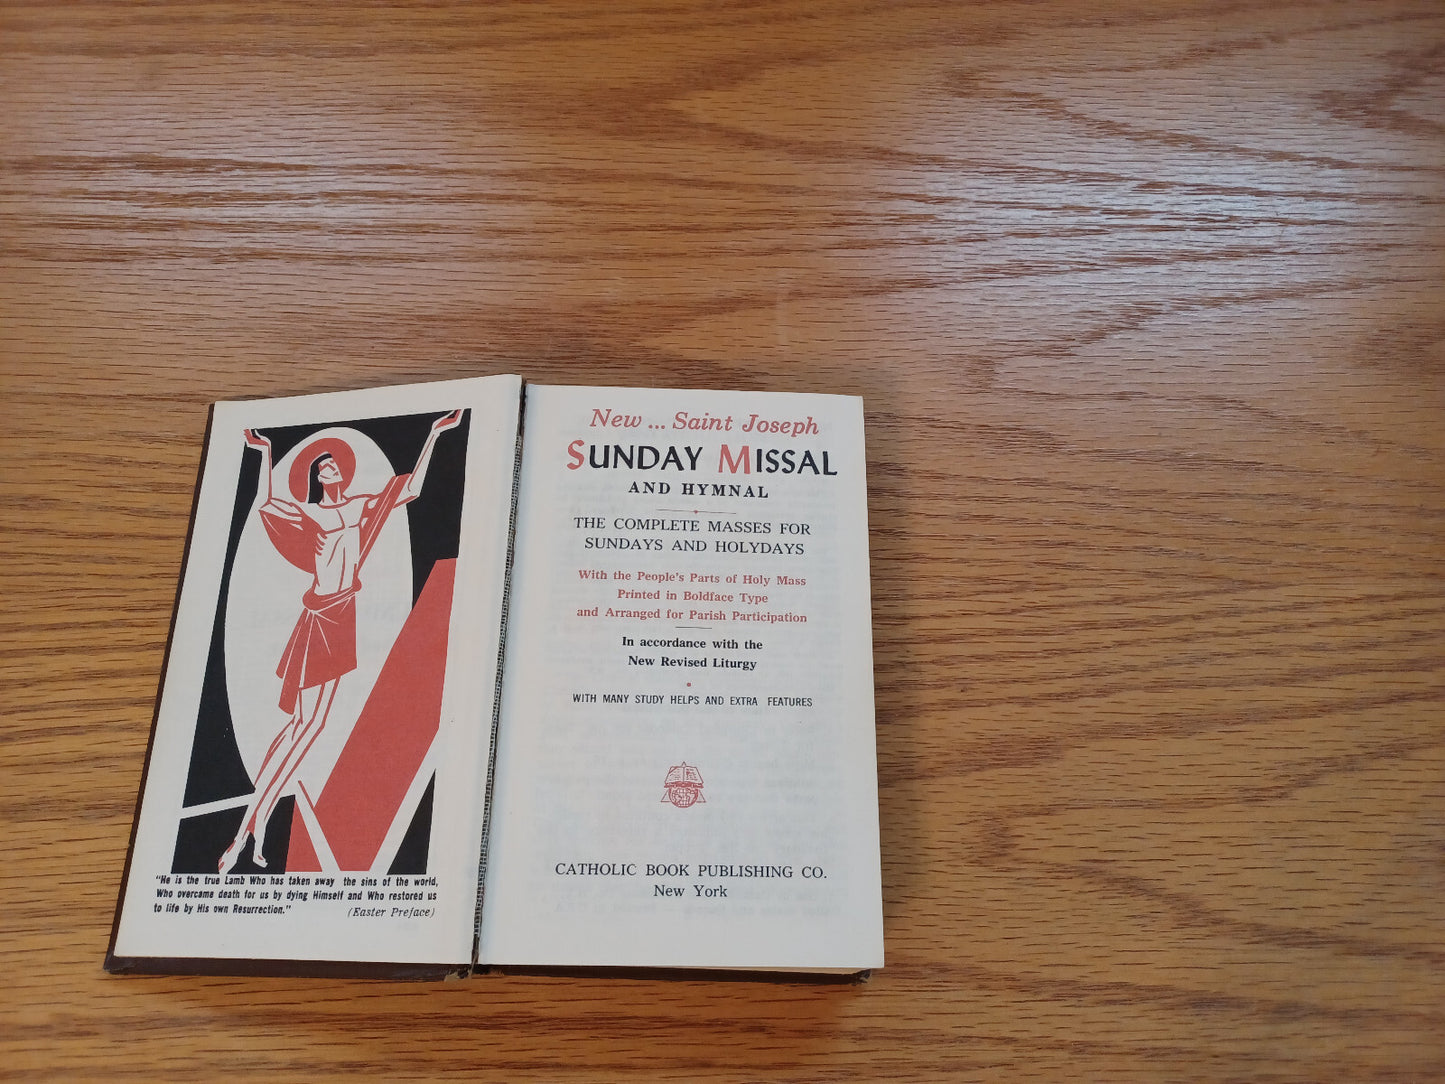 "He is the true Lamb Who has taken away the sins of the world,
Who overcame death for us by dying Himself and Who restored us
to life by His own Resurrection." (Easter Preface)
New ... Saint Joseph
SUNDAY MISSAL
AND HYMNAL
THE COMPLETE MASSES FOR
SUNDAYS AND HOLYDAYS
With the People's Parts of Holy Mass
Printed in Boldface Type
and Arranged for Parish Participation
In accordance with the
New Revised Liturgy
WITH MANY STUDY HELPS AND EXTRA FEATURES
CATHOLIC BOOK PUBLISHING CO.
New York